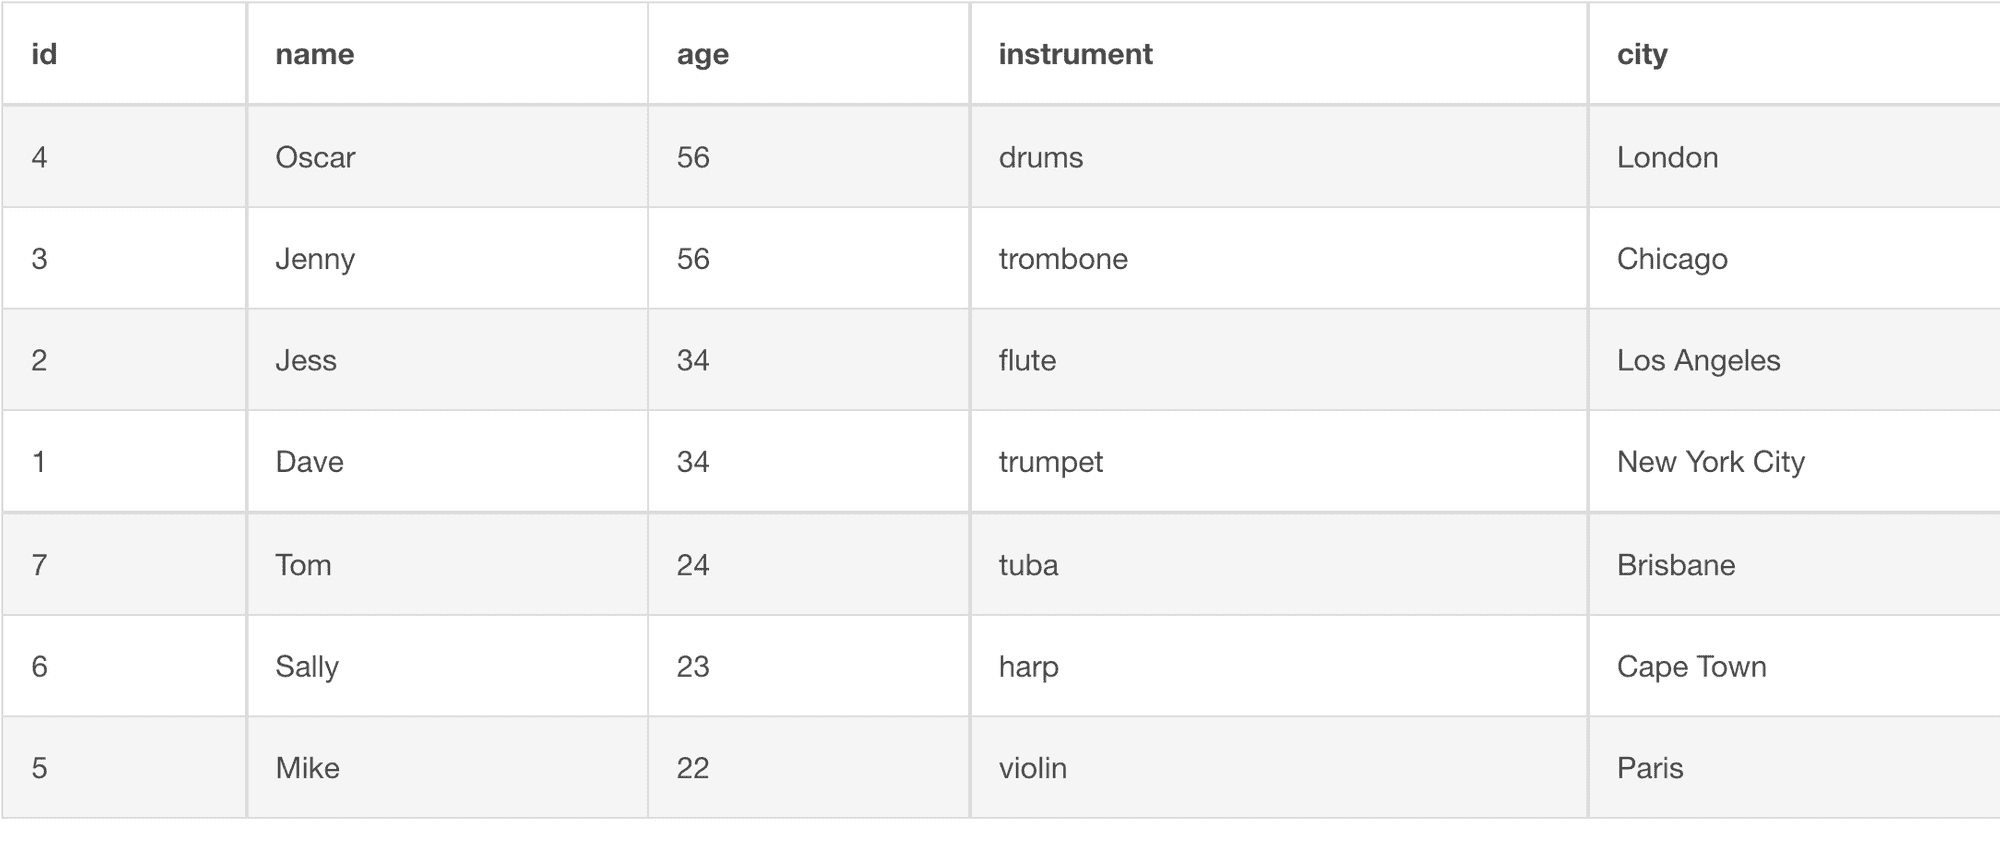 id name age instrument city
4 Oscar 56 drums London
3 Jenny 56 trombone Chicago
2 Jess 34 flute Los Angeles
1 Dave 34 trumpet New York City
7 Tom 24 tuba Brisbane
6 Sally 23 harp Cape Town
5 Mike 22 violin Paris